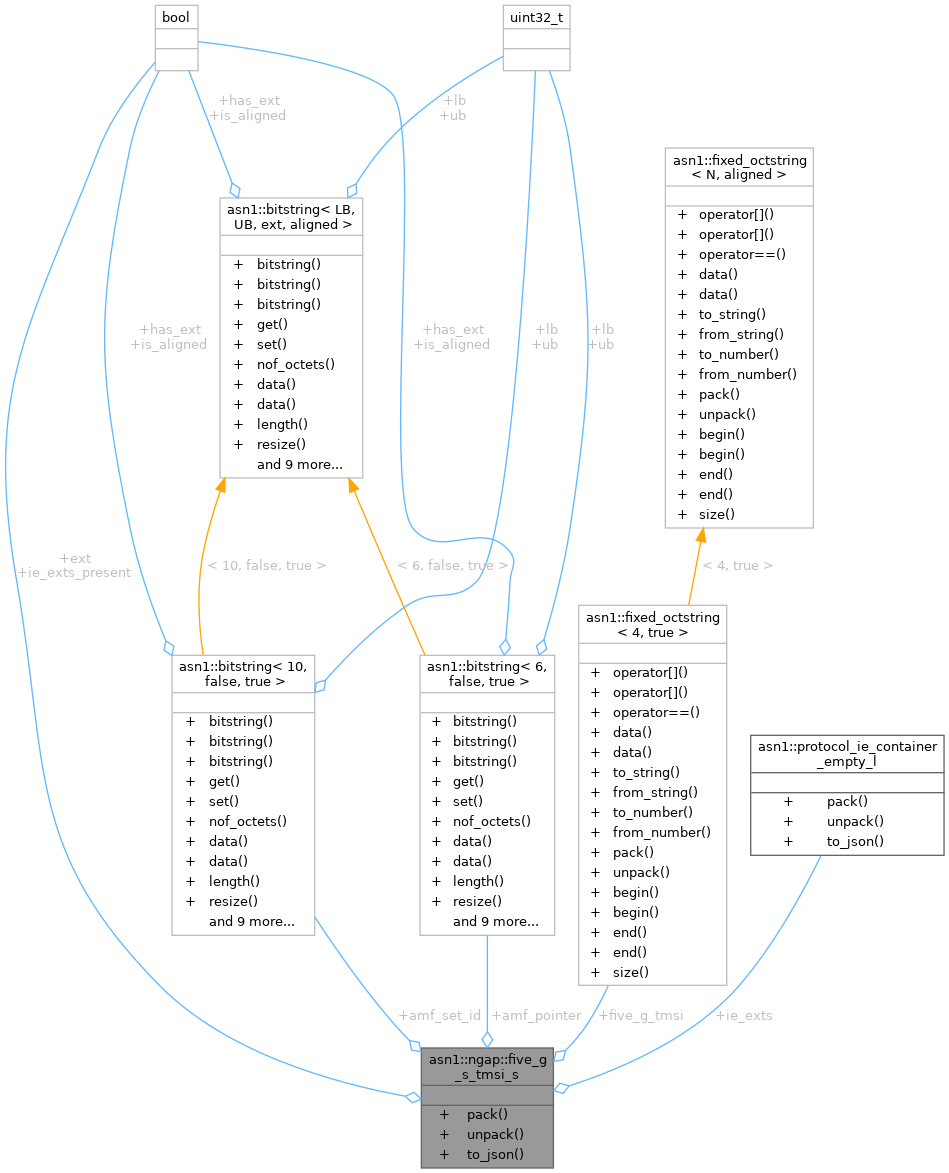 bool
uint32_t
+has_ext
+is_aligned
+lb
+ub
asn1::fixed_octstring
< N, aligned >
+ operator[]()
+ operator[]()
+ operator==()
+ data()
+ data()
+ to_string()
+ from_string()
+ to_number()
+ from_number()
+ pack()
+ unpack()
+ begin()
+ begin()
+ end()
+ end()
+ size()
asn1::bitstring< LB,
UB, ext, aligned >
+ bitstring()
+ bitstring()
+ bitstring()
+ get()
+ set()
+ nof_octets()
+ data()
+ data()
+ length()
+ resize()
and 9 more...
+has_ext
+is_aligned
+has_ext
+is_aligned
+lb
+ub
+lb
+ub
+ext
+ie_exts_present
< 10, false, true >
< 6, false, true >
< 4, true >
asn1::bitstring< 10,
false, true >
+ bitstring()
+ bitstring()
+ bitstring()
+ get()
+ set()
+ nof_octets()
+ data()
+ data()
+ length()
+ resize()
and 9 more...
asn1::bitstring< 6,
false, true >
+ bitstring()
+ bitstring()
+ bitstring()
+ get()
+ set()
+ nof_octets()
+ data()
+ data()
+ length()
+ resize()
and 9 more...
asn1::fixed_octstring
< 4, true >
+ operator[]()
+ operator[]()
+ operator==()
+ data()
+ data()
+ to_string()
+ from_string()
+ to_number()
+ from_number()
+ pack()
+ unpack()
+ begin()
+ begin()
+ end()
+ end()
+ size()
asn1::protocol_ie_container
_empty_l
+ pack()
+ unpack()
+ to_json()
+amf_set_id
+amf_pointer
+five_g_tmsi
+ie_exts
asn1::ngap::five_g
_s_tmsi_s
+ pack()
+ unpack()
+ to_json()